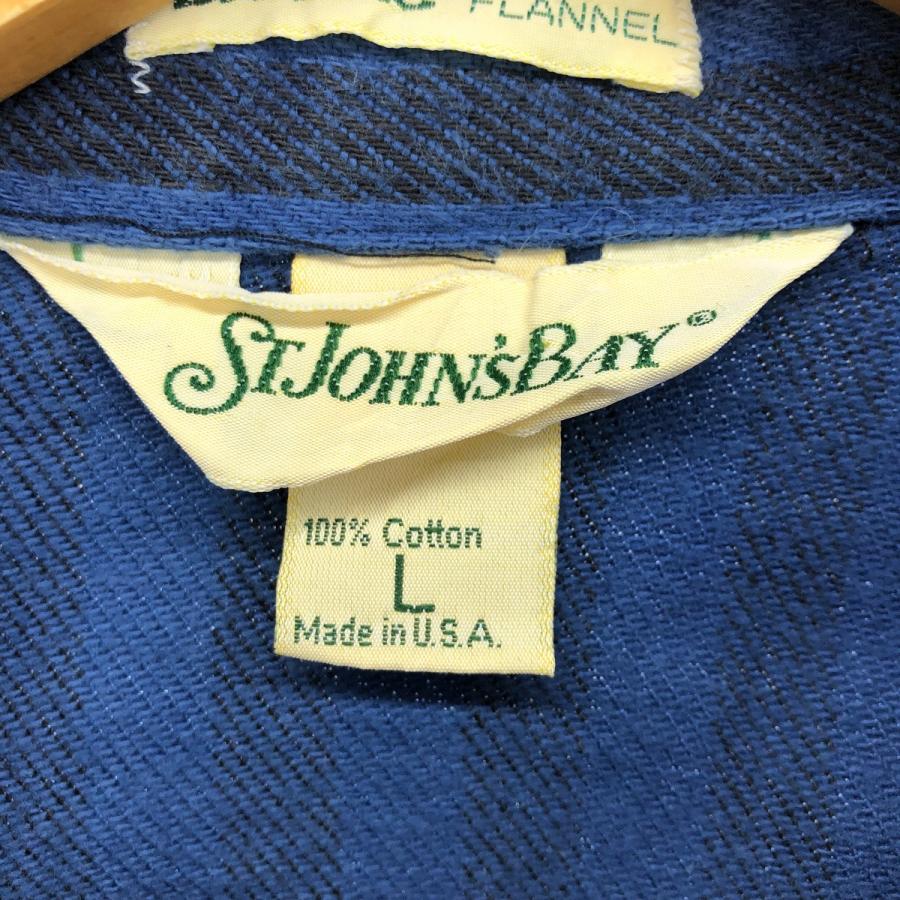 FLANNEL
ST. JOHN'S BAY®
100% Cotton
L
Made in U.S.A.